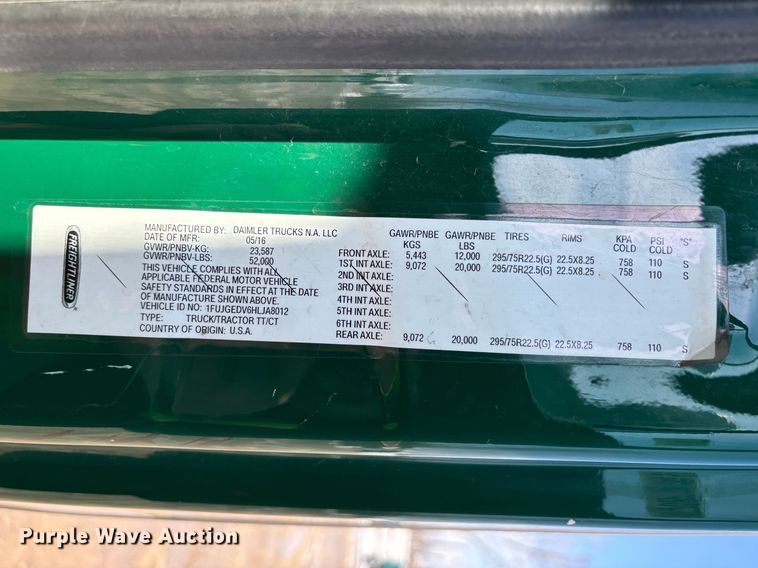 FREIGHTLINER
MANUFACTURED BY: DAIMLER TRUCKS N.A. LLC
DATE OF MFR: 05/16
GVWR/PNBV-KG: 23,587
GVWR/PNBV-LBS: 52,000
THIS VEHICLE COMPLIES WITH ALL
APPLICABLE FEDERAL MOTOR VEHICLE
SAFETY STANDARDS IN EFFECT AT THE DATE
OF MANUFACTURE SHOWN ABOVE.
VEHICLE ID NO: 1FUJGEDV6HLJA8012
TYPE: TRUCK/TRACTOR TT/CT
COUNTRY OF ORIGIN: U.S.A.
GAWR/PNBE KGS GAWR/PNBE LBS TIRES RIMS KPA COLD PSI COLD "S"
FRONT AXLE: 5,443 12,000 295/75R22.5(G) 22.5X8.25 758 110 S
1ST INT AXLE: 9,072 20,000 295/75R22.5(G) 22.5X8.25 758 110 S
2ND INT AXLE:
3RD INT AXLE:
4TH INT AXLE:
5TH INT AXLE:
6TH INT AXLE:
REAR AXLE: 9,072 20,000 295/75R22.5(G) 22.5X8.25 758 110 S
Purple Wave Auction